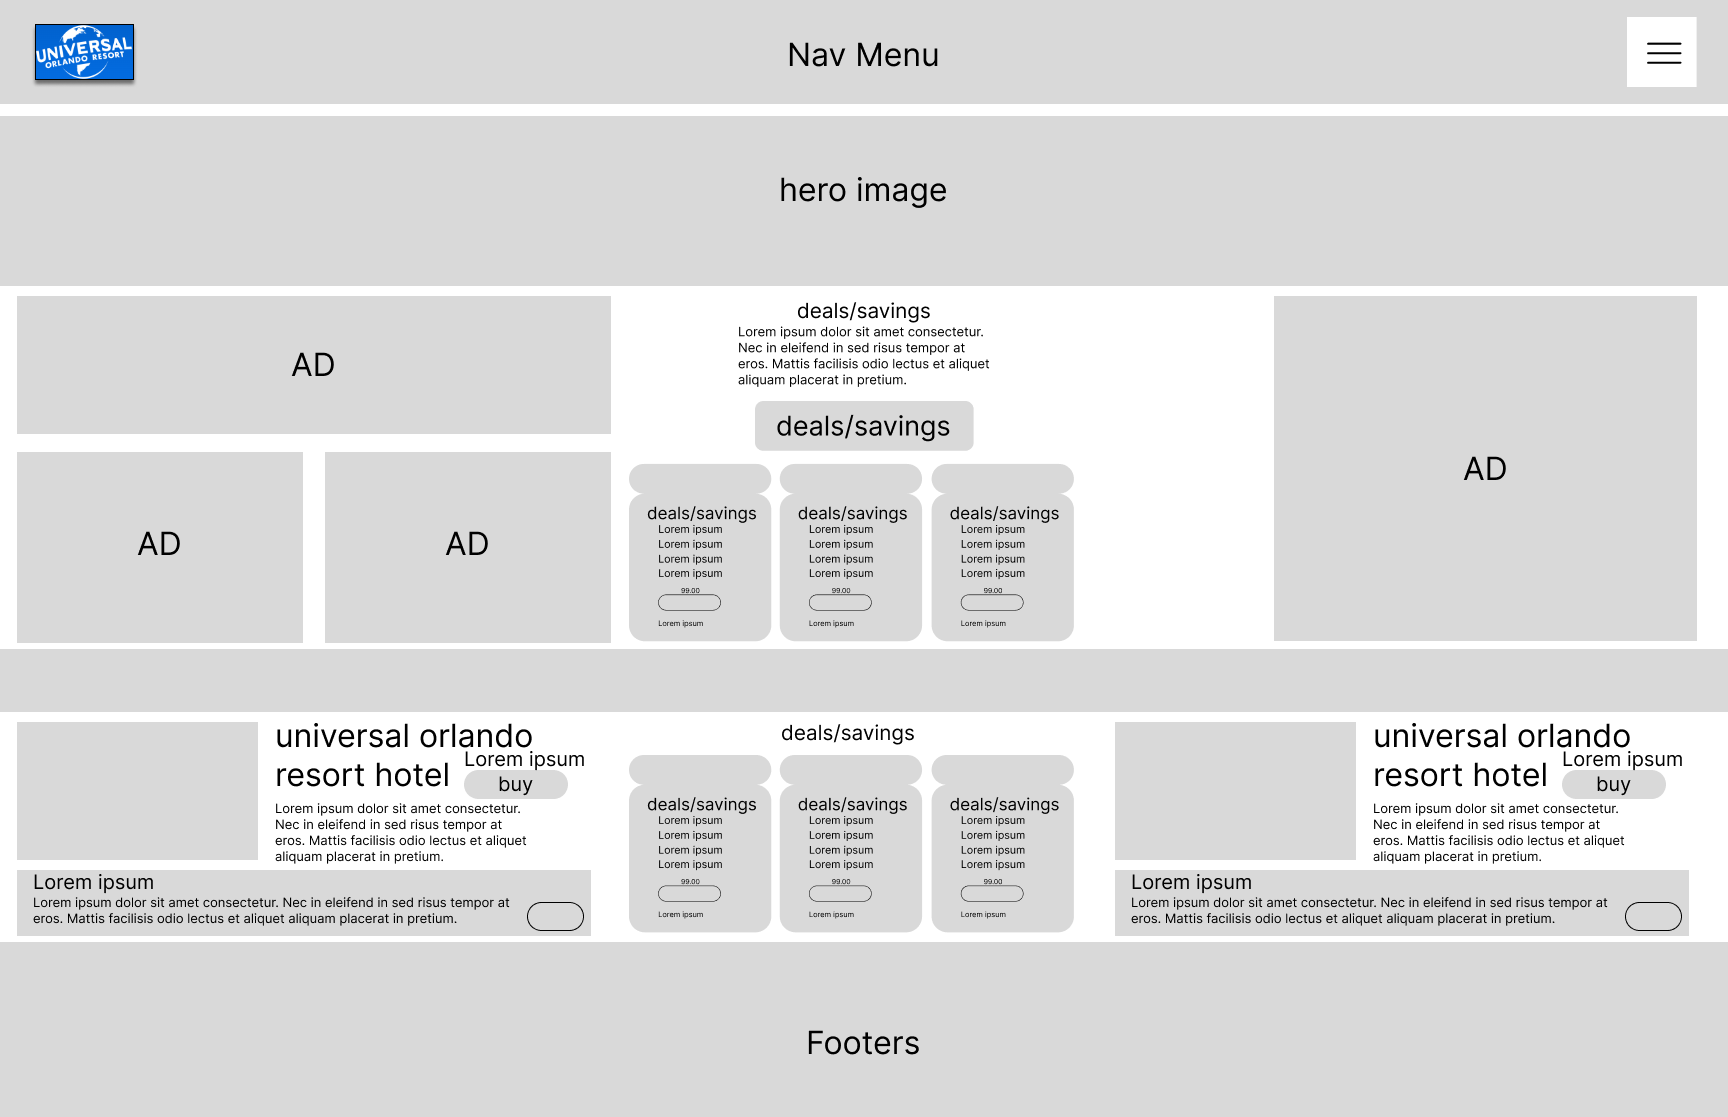 UNIVERSAL
ORLANDO RESORT
Nav Menu
hero image
AD
AD
AD
deals/savings
Lorem ipsum dolor sit amet consectetur.
Nec in eleifend in sed risus tempor at
eros. Mattis facilisis odio lectus et aliquet
aliquam placerat in pretium.
deals/savings
deals/savings
Lorem ipsum
Lorem ipsum
Lorem ipsum
Lorem ipsum
99.00
Lorem ipsum
deals/savings
Lorem ipsum
Lorem ipsum
Lorem ipsum
Lorem ipsum
99.00
Lorem ipsum
deals/savings
Lorem ipsum
Lorem ipsum
Lorem ipsum
Lorem ipsum
99.00
Lorem ipsum
AD
universal orlando
resort hotel
Lorem ipsum
buy
Lorem ipsum dolor sit amet consectetur.
Nec in eleifend in sed risus tempor at
eros. Mattis facilisis odio lectus et aliquet
aliquam placerat in pretium.
Lorem ipsum
Lorem ipsum dolor sit amet consectetur. Nec in eleifend in sed risus tempor at
eros. Mattis facilisis odio lectus et aliquet aliquam placerat in pretium.
deals/savings
deals/savings
Lorem ipsum
Lorem ipsum
Lorem ipsum
Lorem ipsum
99.00
Lorem ipsum
deals/savings
Lorem ipsum
Lorem ipsum
Lorem ipsum
Lorem ipsum
99.00
Lorem ipsum
deals/savings
Lorem ipsum
Lorem ipsum
Lorem ipsum
Lorem ipsum
99.00
Lorem ipsum
universal orlando
resort hotel
Lorem ipsum
buy
Lorem ipsum dolor sit amet consectetur.
Nec in eleifend in sed risus tempor at
eros. Mattis facilisis odio lectus et aliquet
aliquam placerat in pretium.
Lorem ipsum
Lorem ipsum dolor sit amet consectetur. Nec in eleifend in sed risus tempor at
eros. Mattis facilisis odio lectus et aliquet aliquam placerat in pretium.
Footers